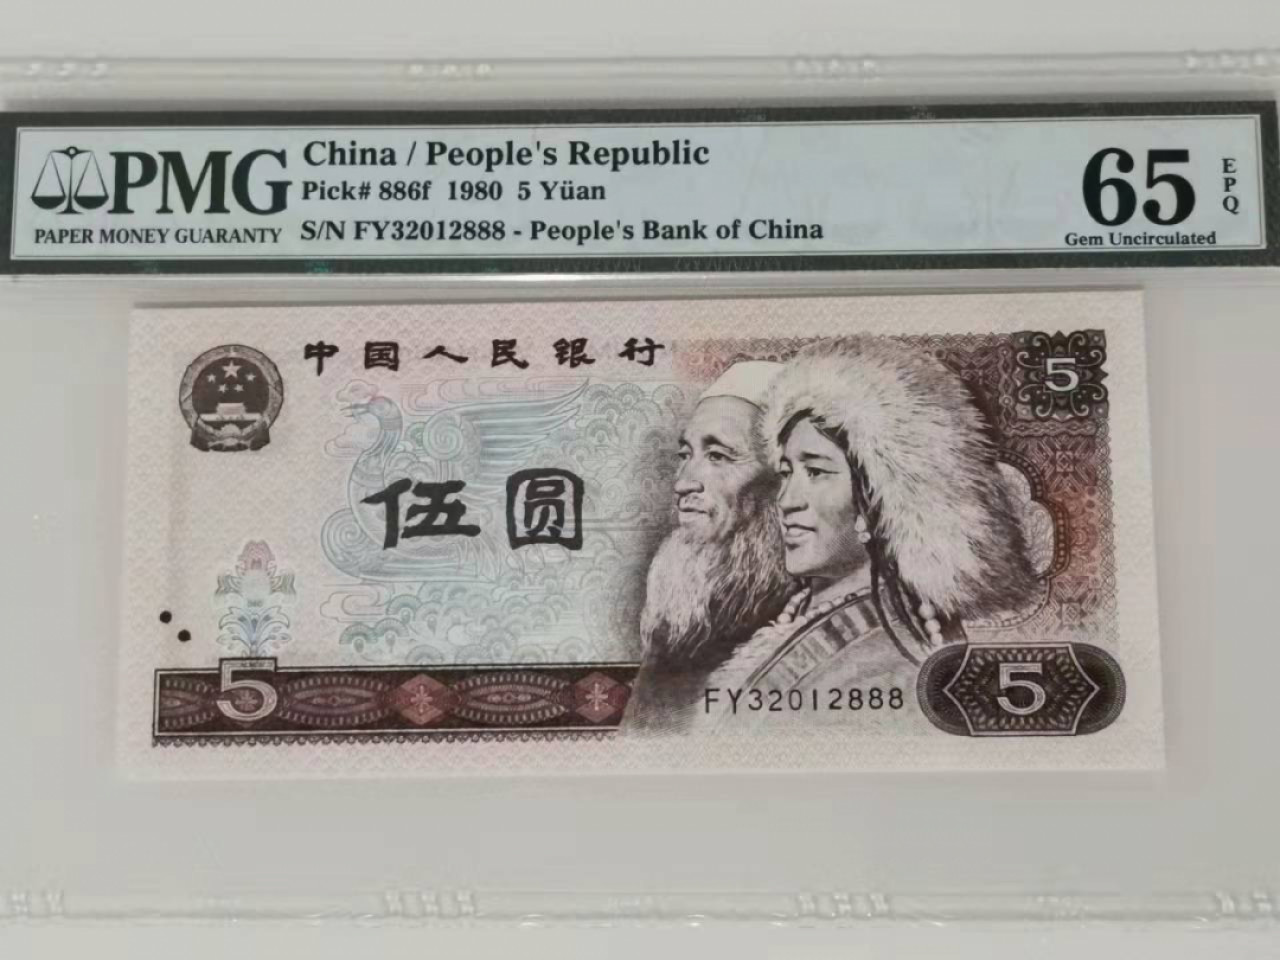 PMG
PAPER MONEY GUARANTY
China / People's Republic
Pick# 886f 1980 5 Yüan
S/N FY32012888 - People's Bank of China
65
EPQ
Gem Uncirculated
中国人民银行
5
伍圆
5
FY32012888
5